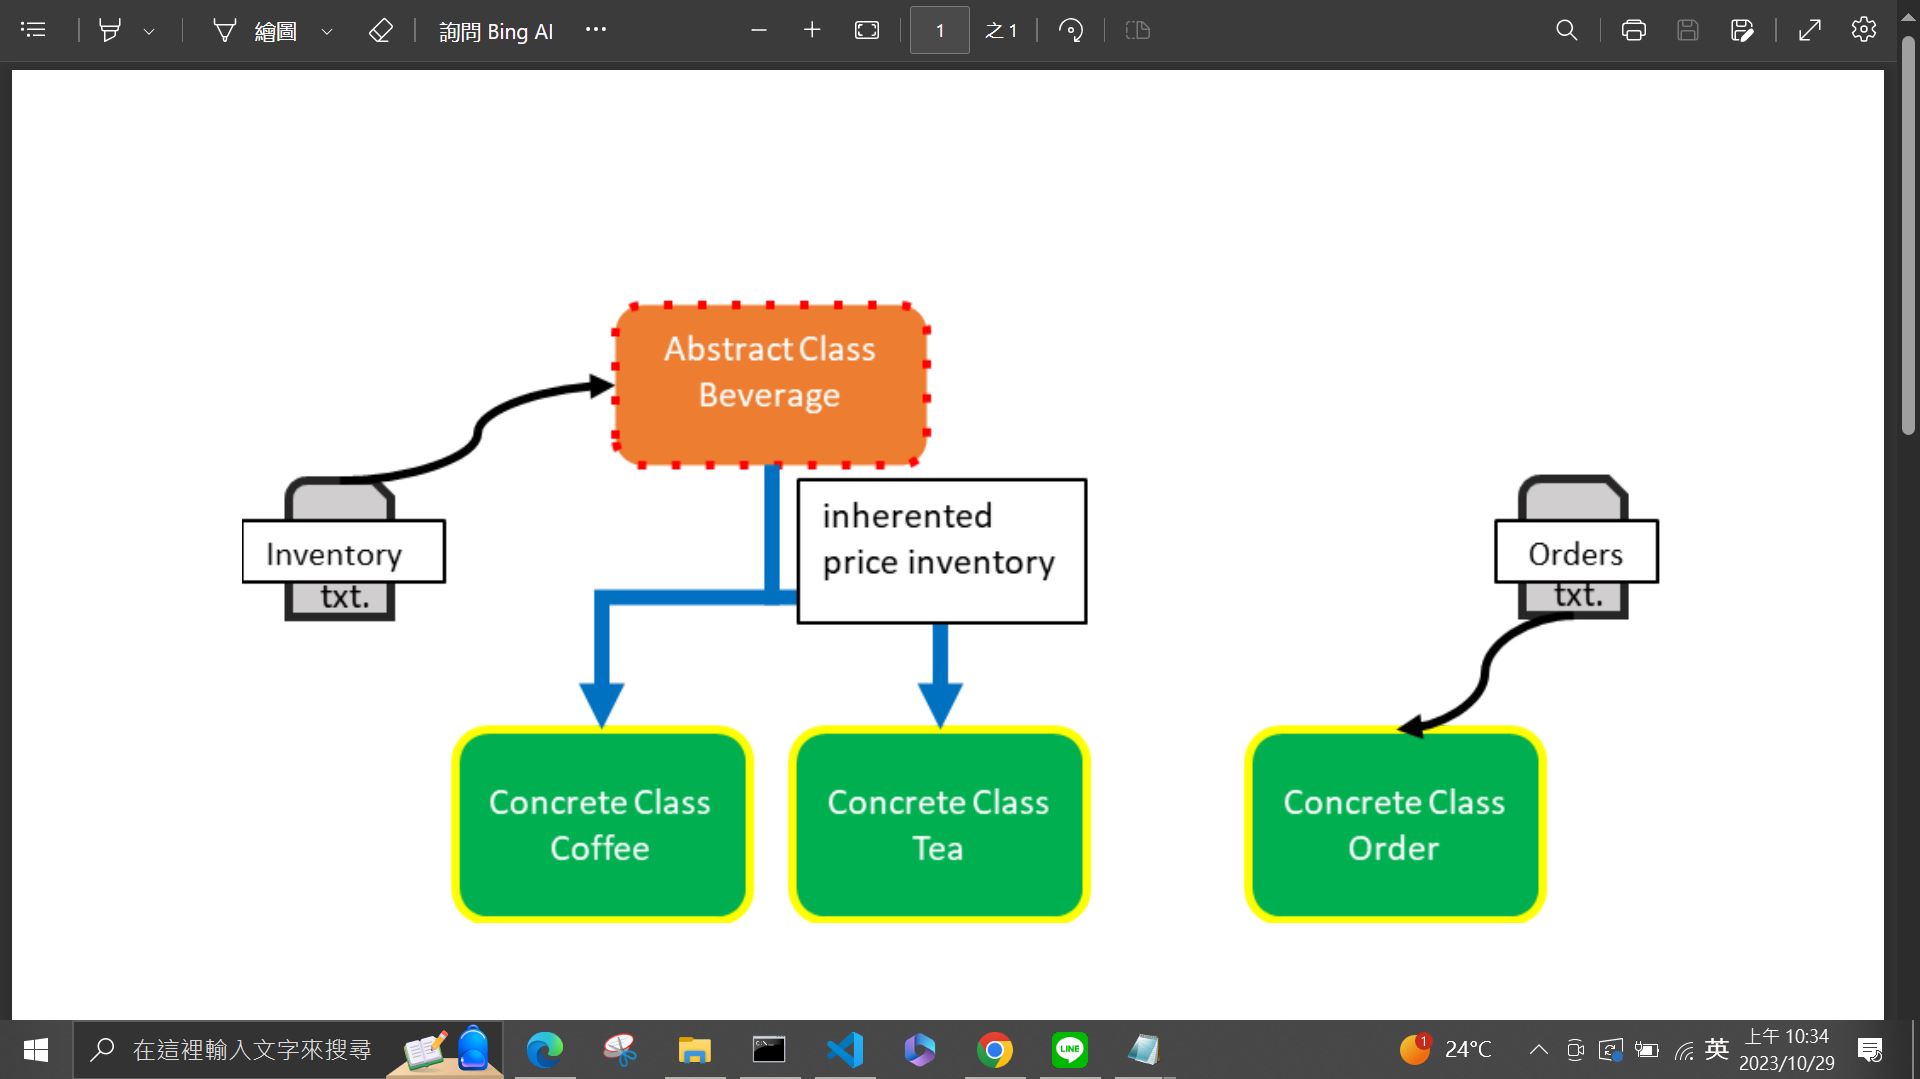 繪圖
詢問 Bing AI
1
之 1
Abstract Class
Beverage
inherented
price inventory
Inventory
txt.
Orders
txt.
Concrete Class
Coffee
Concrete Class
Tea
Concrete Class
Order
在這裡輸入文字來搜尋
LINE
1
24°C
英
上午 10:34
2023/10/29